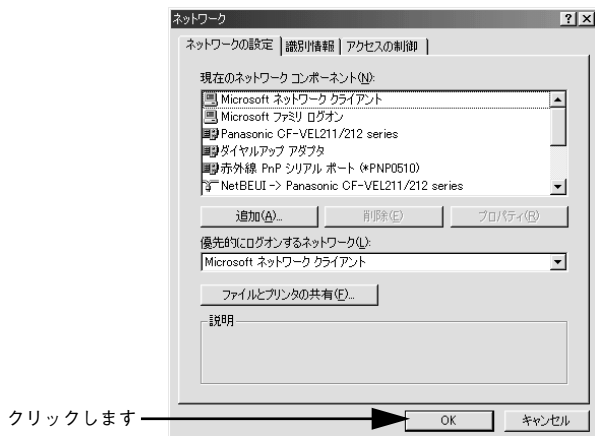 ネットワーク
ネットワークの設定 識別情報 アクセスの制御
現在のネットワーク コンポーネント(N):
Microsoft ネットワーク クライアント
Microsoft ファミリ ログオン
Panasonic CF-VEL211/212 series
ダイヤルアップ アダプタ
赤外線 PnP シリアル ポート (*PNP0510)
NetBEUI -> Panasonic CF-VEL211/212 series
追加(A)... 削除(E) プロパティ(R)
優先的にログオンするネットワーク(L):
Microsoft ネットワーク クライアント
ファイルとプリンタの共有(F)...
説明
クリックします OK キャンセル